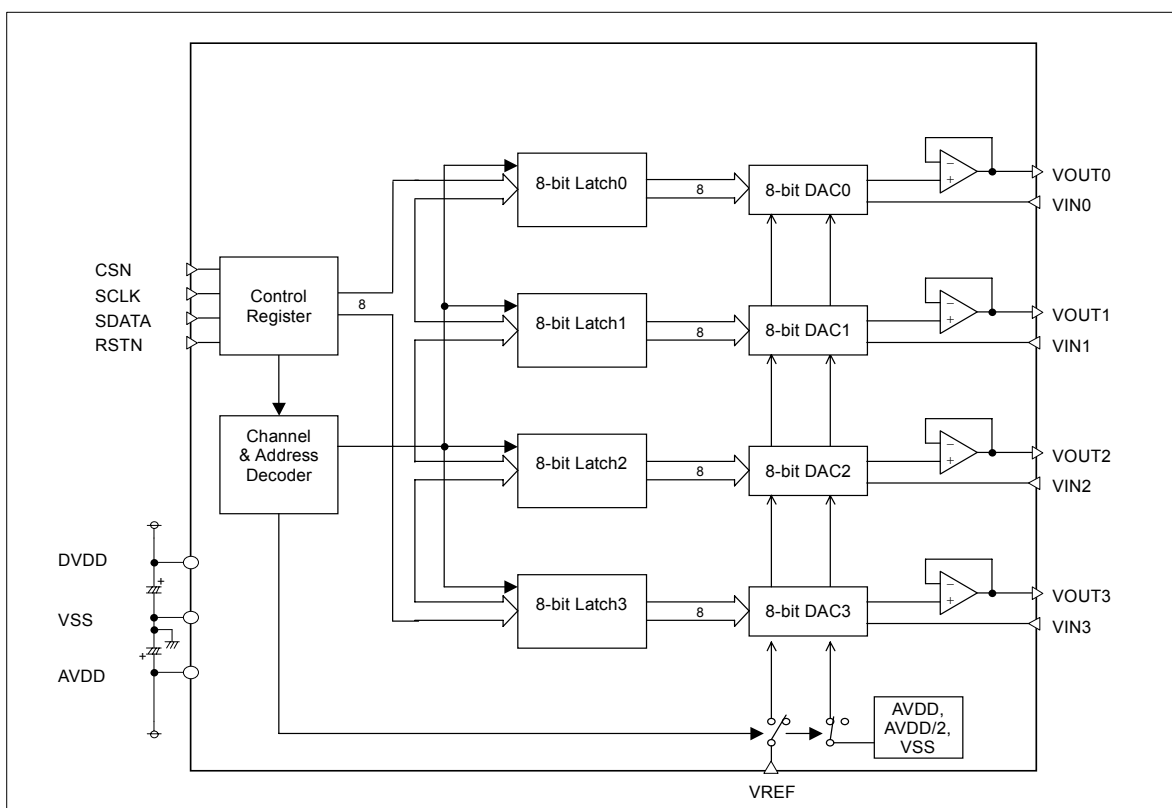 8-bit Latch0
8
8-bit DAC0
−
+
VOUT0
VIN0
CSN
SCLK
SDATA
RSTN
Control
Register
8
8-bit Latch1
8
8-bit DAC1
−
+
VOUT1
VIN1
Channel
& Address
Decoder
8-bit Latch2
8
8-bit DAC2
−
+
VOUT2
VIN2
DVDD
+
VSS
+
AVDD
8-bit Latch3
8
8-bit DAC3
−
+
VOUT3
VIN3
AVDD,
AVDD/2,
VSS
VREF